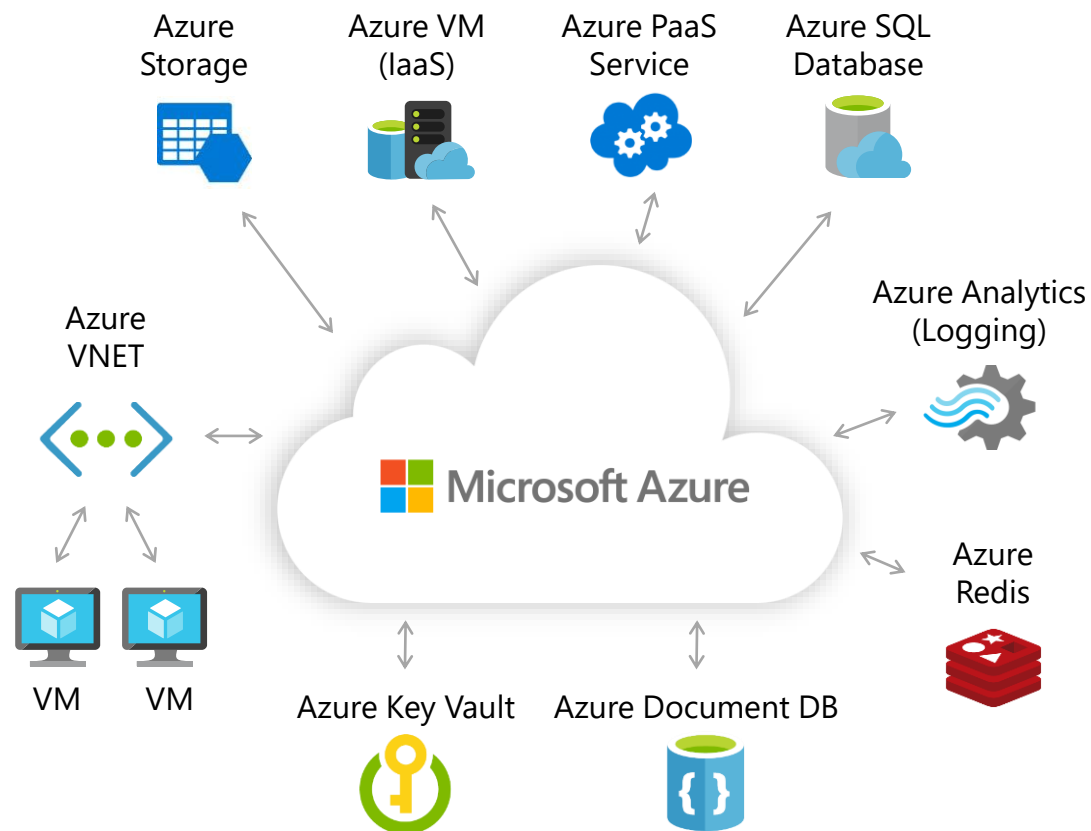 Azure
Storage
Azure VM
(IaaS)
Azure PaaS
Service
Azure SQL
Database
Azure Analytics
(Logging)
Azure
VNET
Microsoft Azure
Azure
Redis
VM
VM
Azure Key Vault
Azure Document DB
{ }